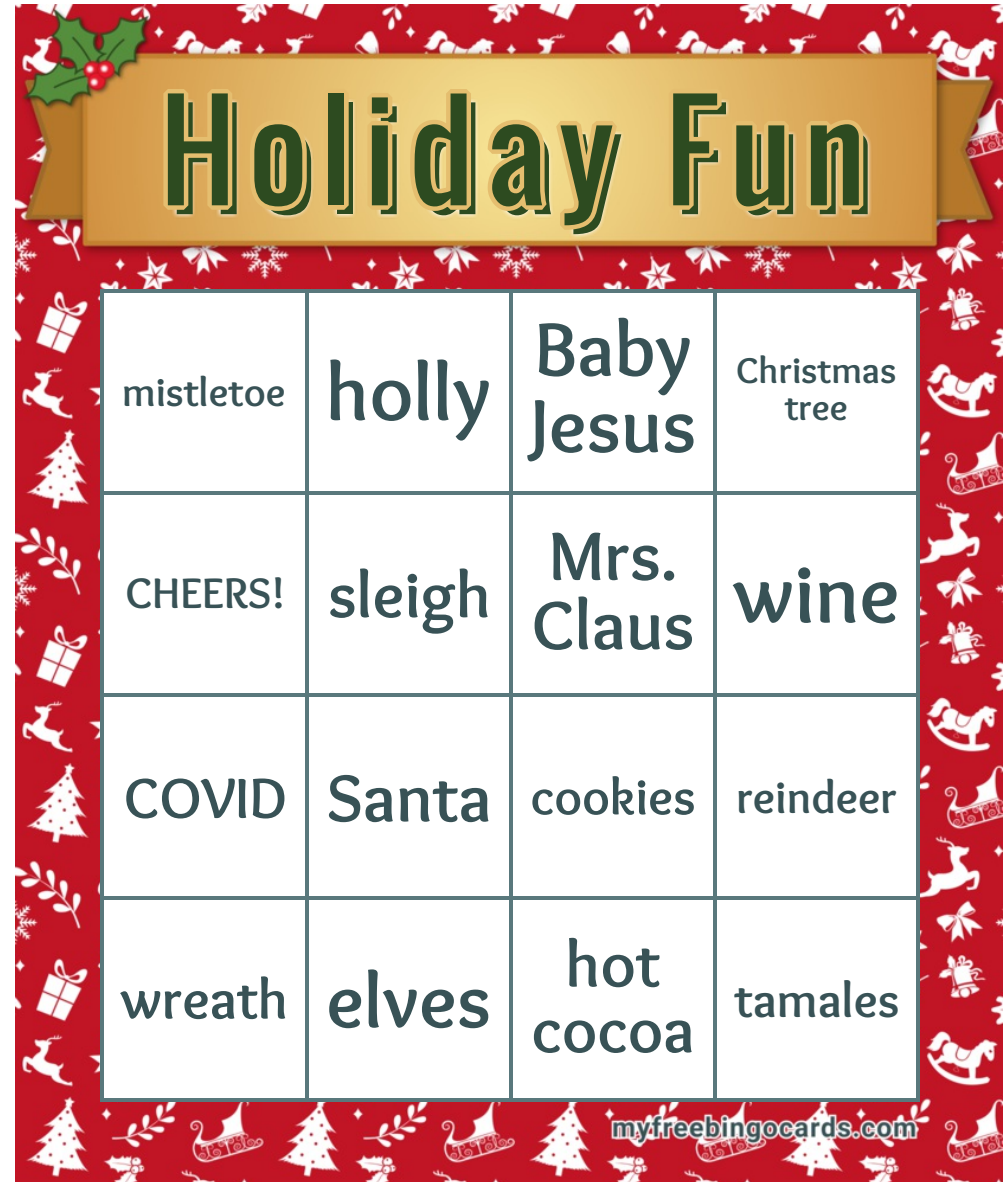 Holiday Fun
mistletoe
holly
Baby
Jesus
Christmas
tree
CHEERS!
sleigh
Mrs.
Claus
wine
COVID
Santa
cookies
reindeer
wreath
elves
hot
cocoa
tamales
myfreebingocards.com